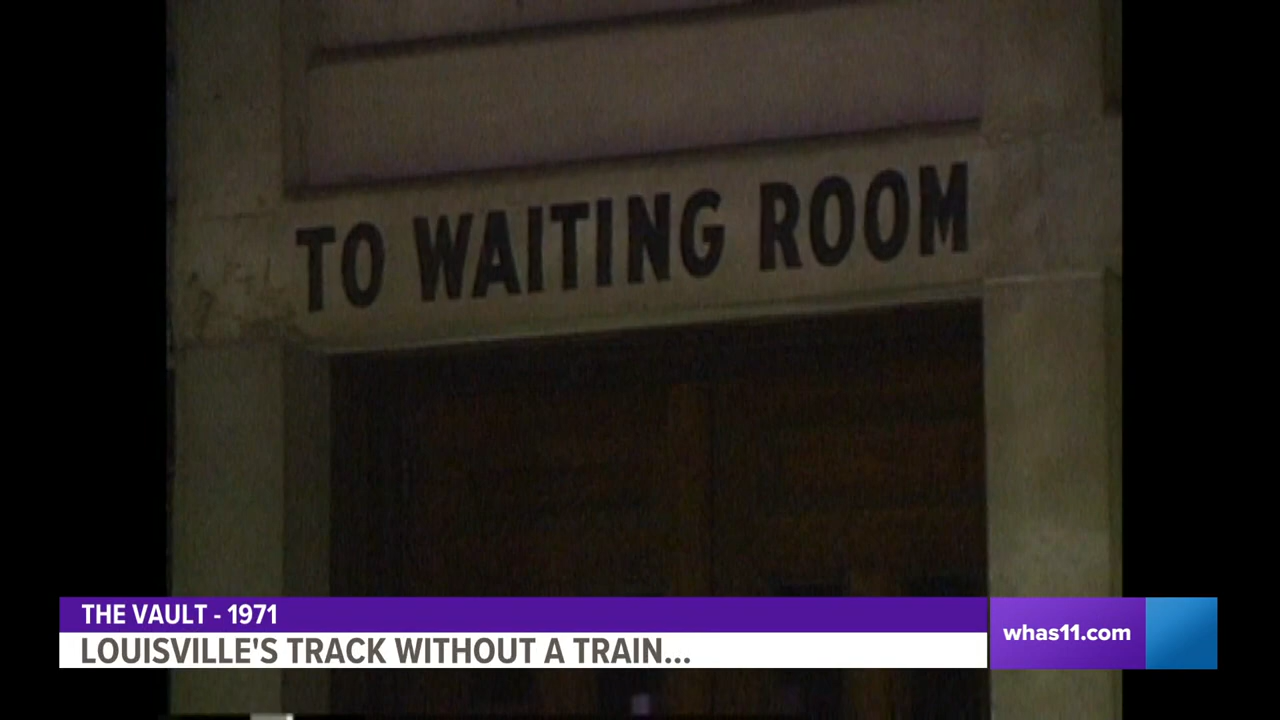 TO WAITING ROOM
THE VAULT - 1971
LOUISVILLE'S TRACK WITHOUT A TRAIN...
whas11.com